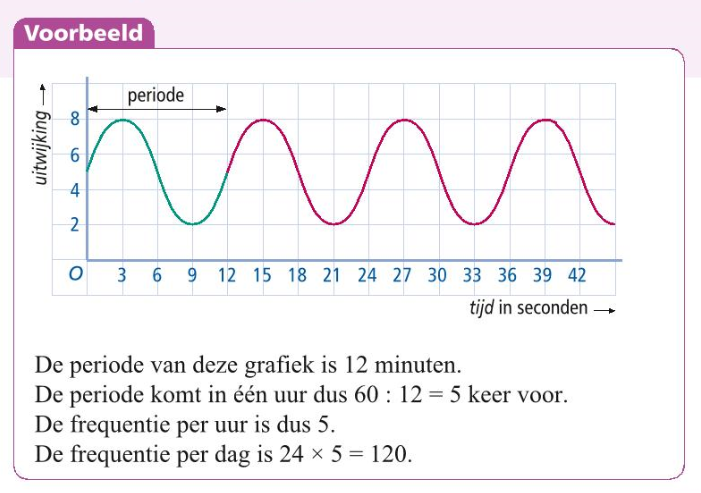 Voorbeeld
uitwijking
periode
8
6
4
2
O 3 6 9 12 15 18 21 24 27 30 33 36 39 42
tijd in seconden
De periode van deze grafiek is 12 minuten.
De periode komt in één uur dus 60 : 12 = 5 keer voor.
De frequentie per uur is dus 5.
De frequentie per dag is 24 × 5 = 120.